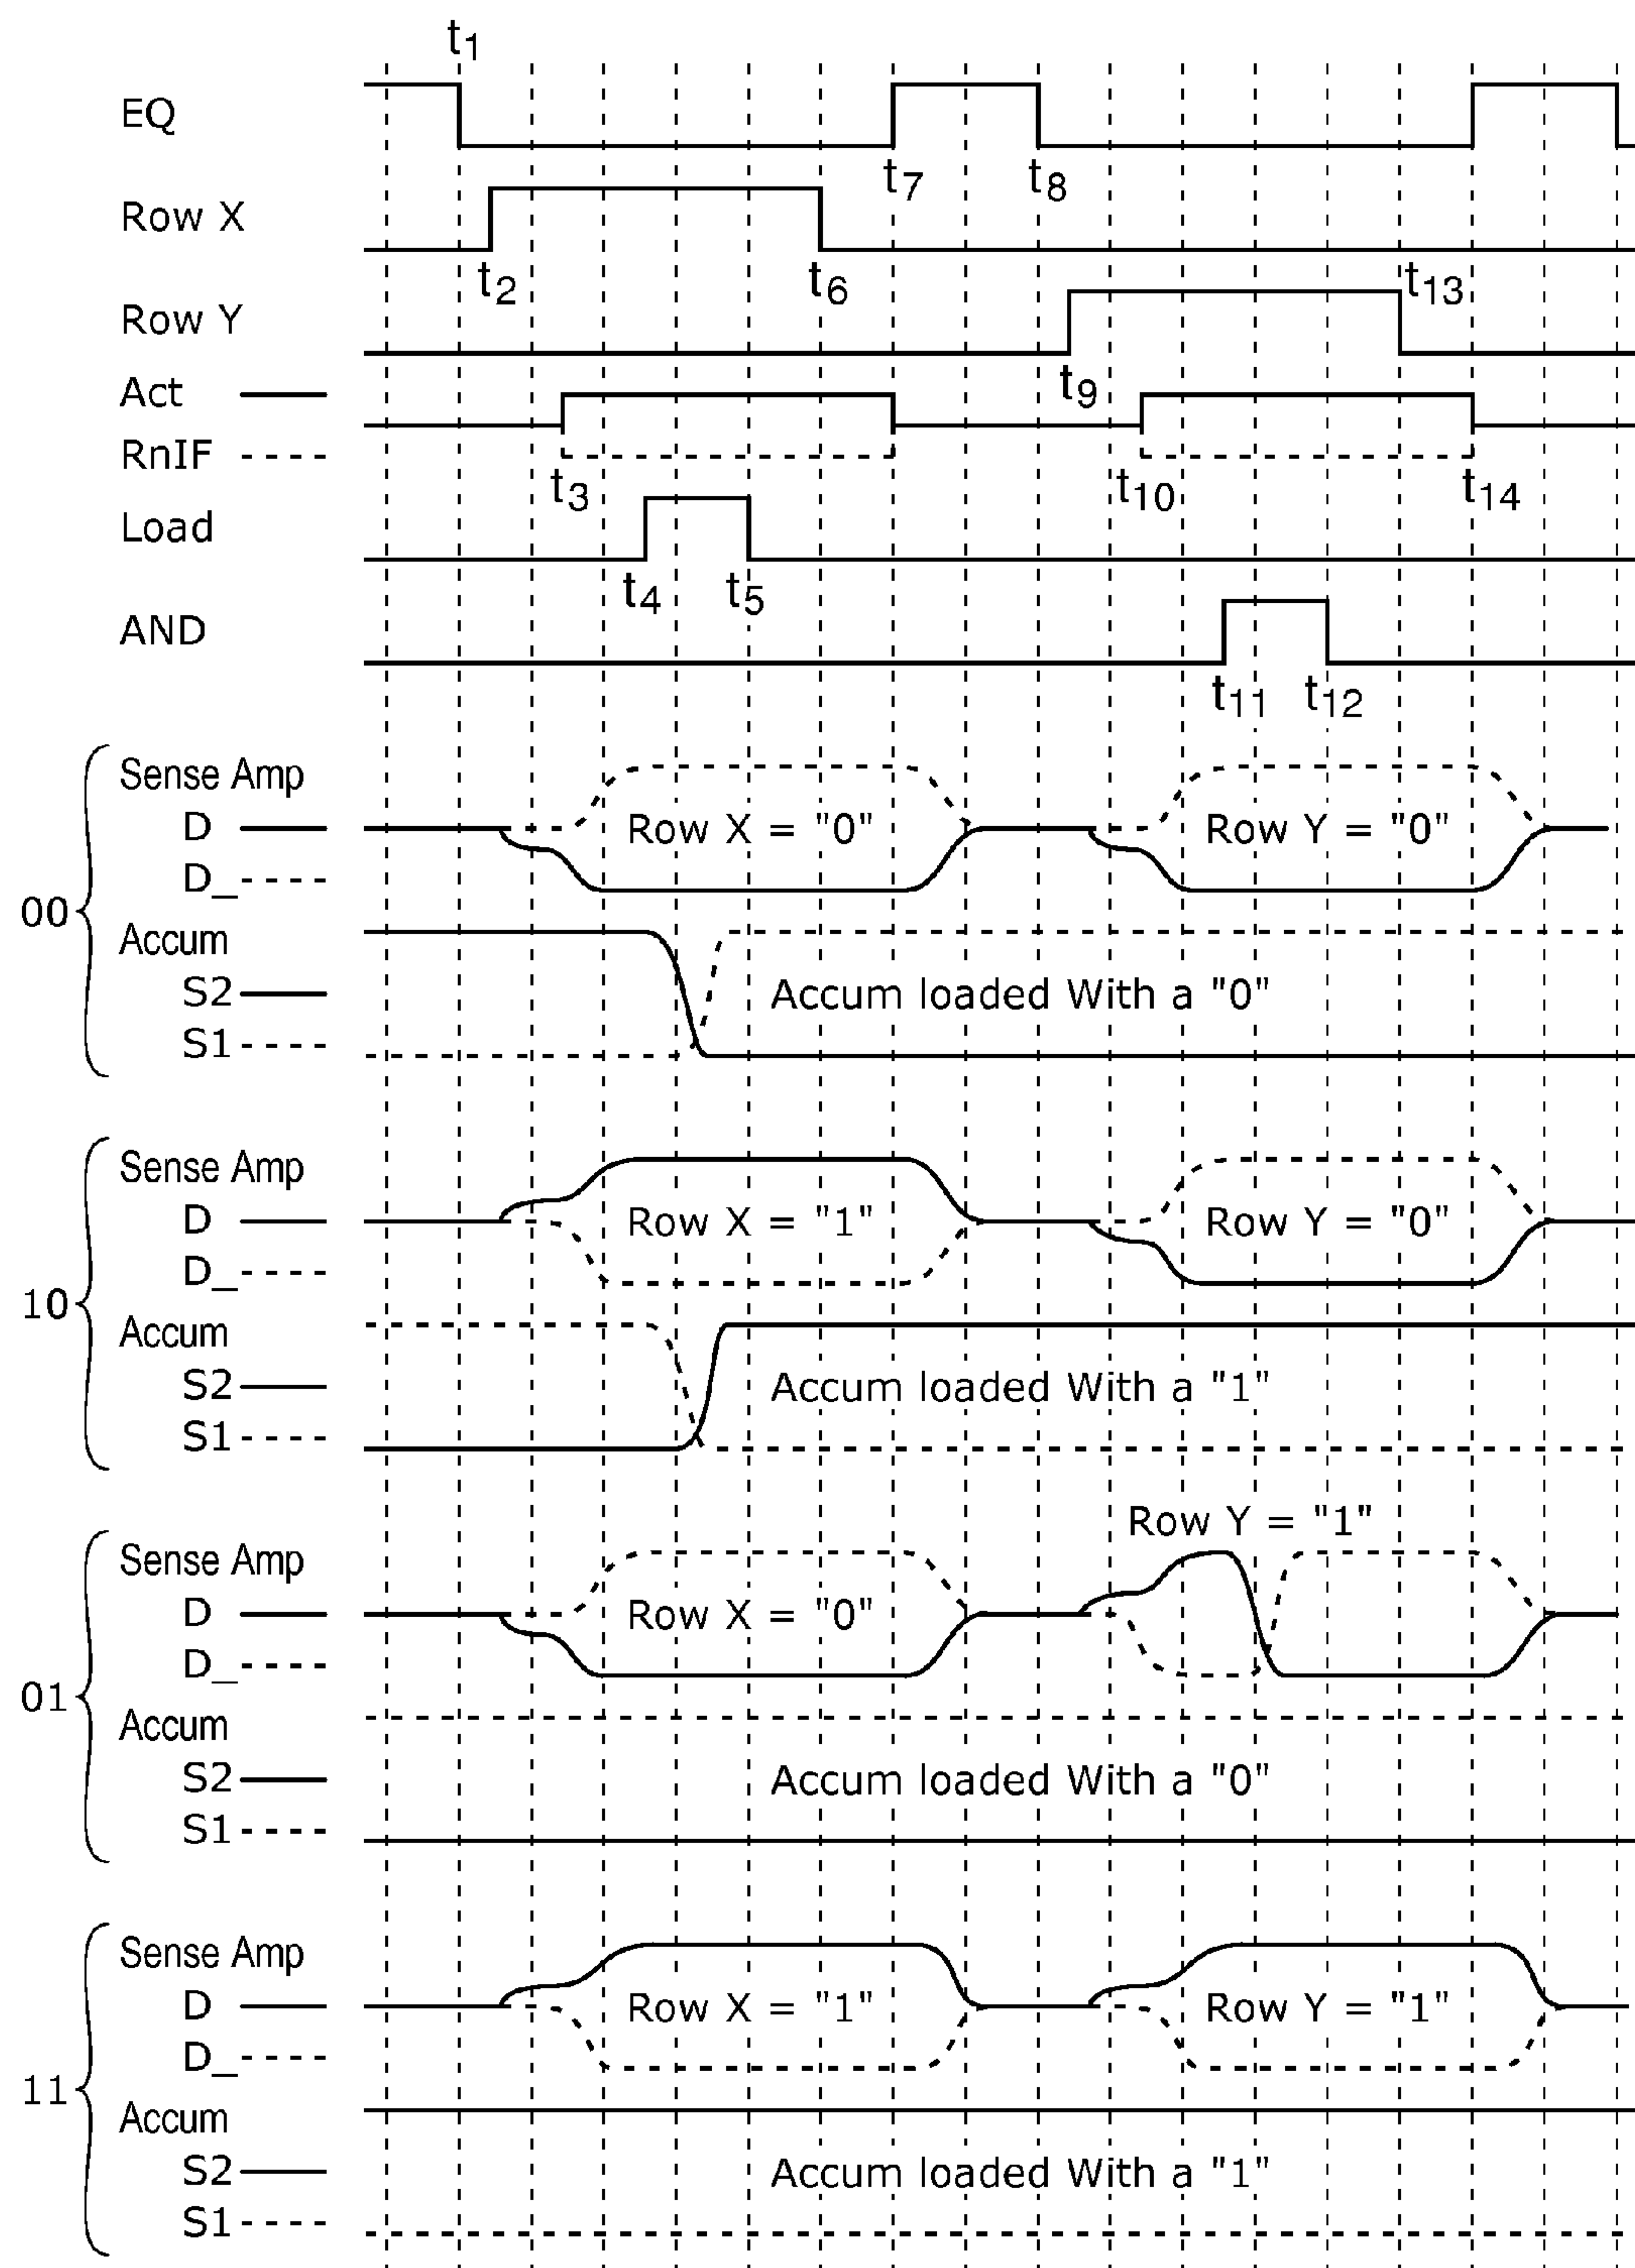 t1
EQ
t7 t8
Row X
t2 t6 t13
Row Y
t9
Act
RnIF
t3 t10 t14
Load
t4 t5
AND
t11 t12
00
Sense Amp
D Row X = "0" Row Y = "0"
D_
Accum
S2 Accum loaded With a "0"
S1
10
Sense Amp
D Row X = "1" Row Y = "0"
D_
Accum
S2 Accum loaded With a "1"
S1
Row Y = "1"
01
Sense Amp
D Row X = "0"
D_
Accum
S2 Accum loaded With a "0"
S1
11
Sense Amp
D Row X = "1" Row Y = "1"
D_
Accum
S2 Accum loaded With a "1"
S1